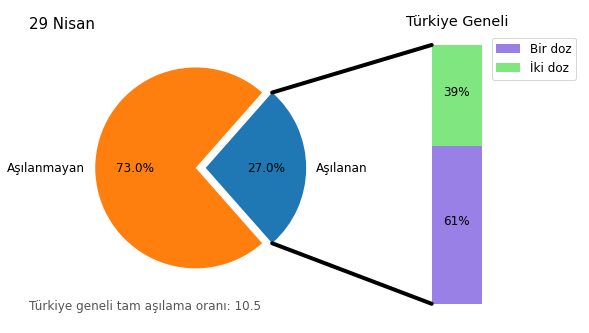 29 Nisan
Türkiye Geneli
Bir doz
İki doz
39%
Aşılanmayan
73.0%
27.0%
Aşılanan
61%
Türkiye geneli tam aşılama oranı: 10.5